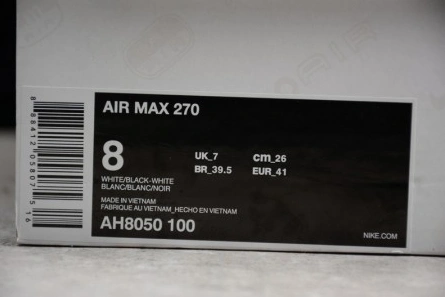 AIR MAX 270
8
UK_7 cm_26
BR_39.5 EUR_41
WHITE/BLACK-WHITE
BLANC/BLANC/NOIR
MADE IN VIETNAM
FABRIQUE AU VIETNAM_HECHO EN VIETNAM
AH8050 100
NIKE.COM